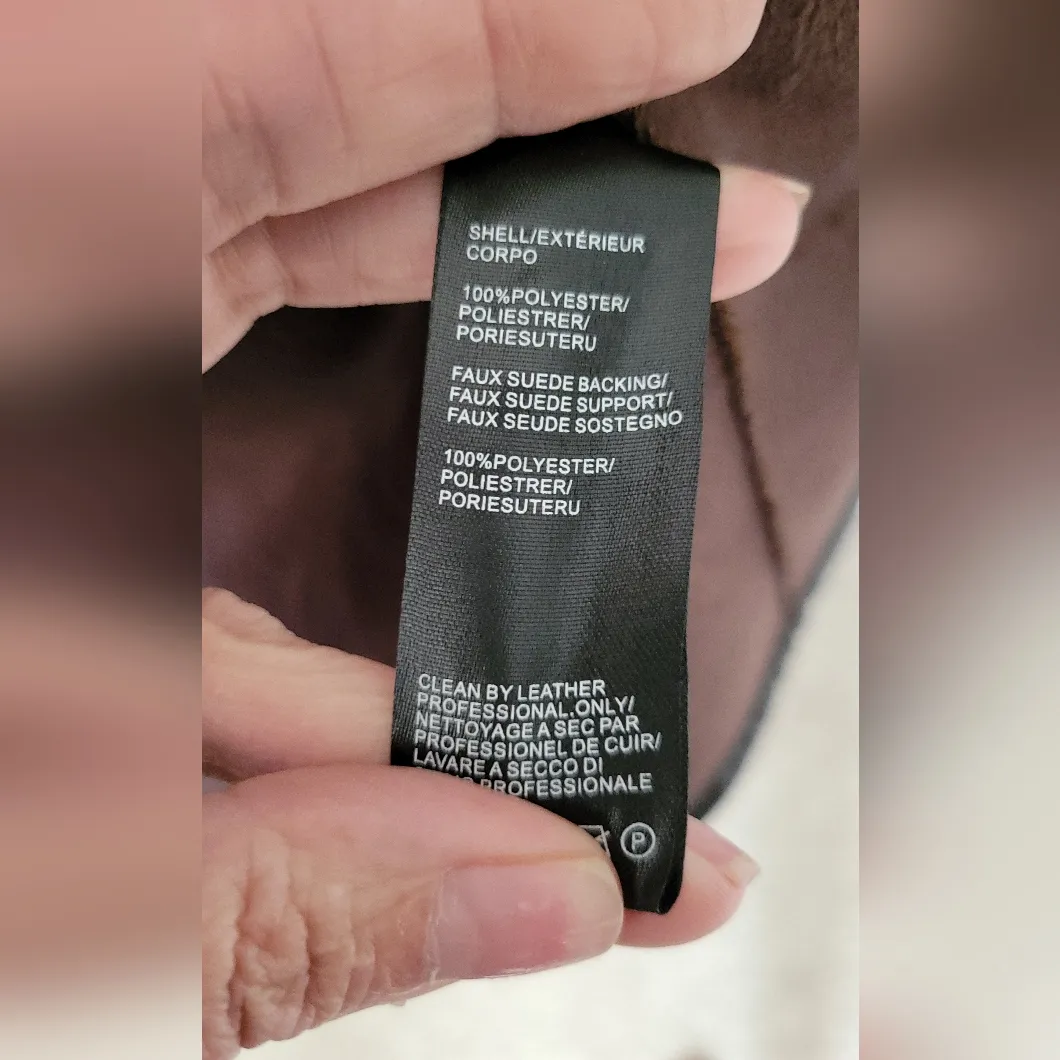 SHELL/EXTÉRIEUR
CORPO
100%POLYESTER/
POLIESTRER/
PORIESUTERU
FAUX SUEDE BACKING/
FAUX SUEDE SUPPORT/
FAUX SEUDE SOSTEGNO
100%POLYESTER/
POLIESTRER/
PORIESUTERU
CLEAN BY LEATHER
PROFESSIONAL.ONLY/
NETTOYAGE A SEC PAR
PROFESSIONEL DE CUIR/
LAVARE A SECCO DI
PROFESSIONALE
P